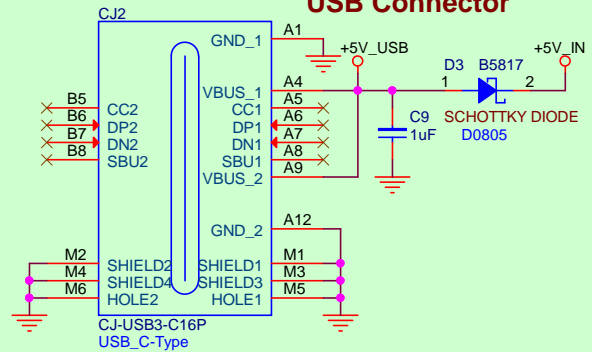 USB Connector
CJ2
GND_1 A1
+5V_USB
+5V_IN
D3 B5817
VBUS_1 A4
1 2
B5 CC2 CC1 A5
B6 DP2 DP1 A6
B7 DN2 DN1 A7
B8 SBU2 SBU1 A8
VBUS_2 A9
C9
1uF
SCHOTTKY DIODE
D0805
GND_2 A12
M2 SHIELD2 SHIELD1 M1
M4 SHIELD4 SHIELD3 M3
M6 HOLE2 HOLE1 M5
CJ-USB3-C16P
USB_C-Type